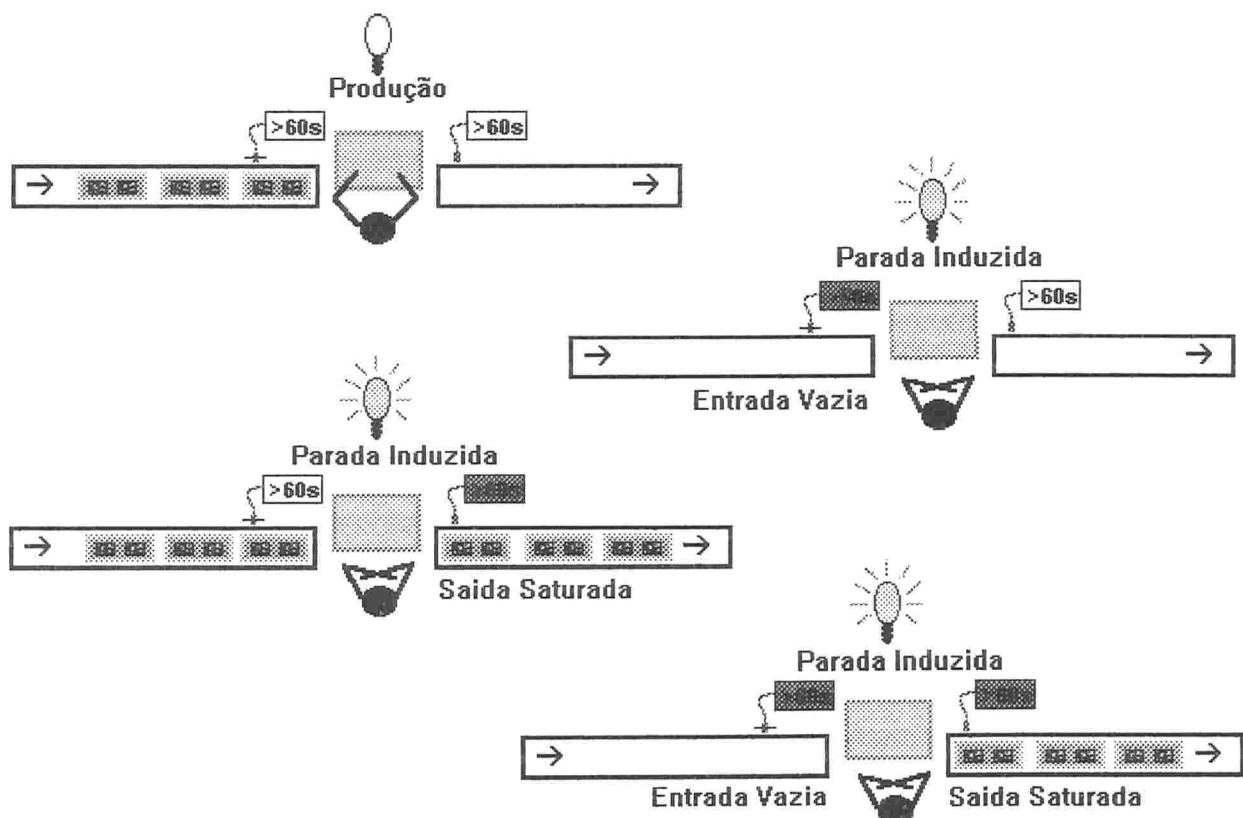 Produção
>60s >60s
Parada Induzida
>60s
Entrada Vazia
Parada Induzida
>60s
Saida Saturada
Parada Induzida
Entrada Vazia Saida Saturada